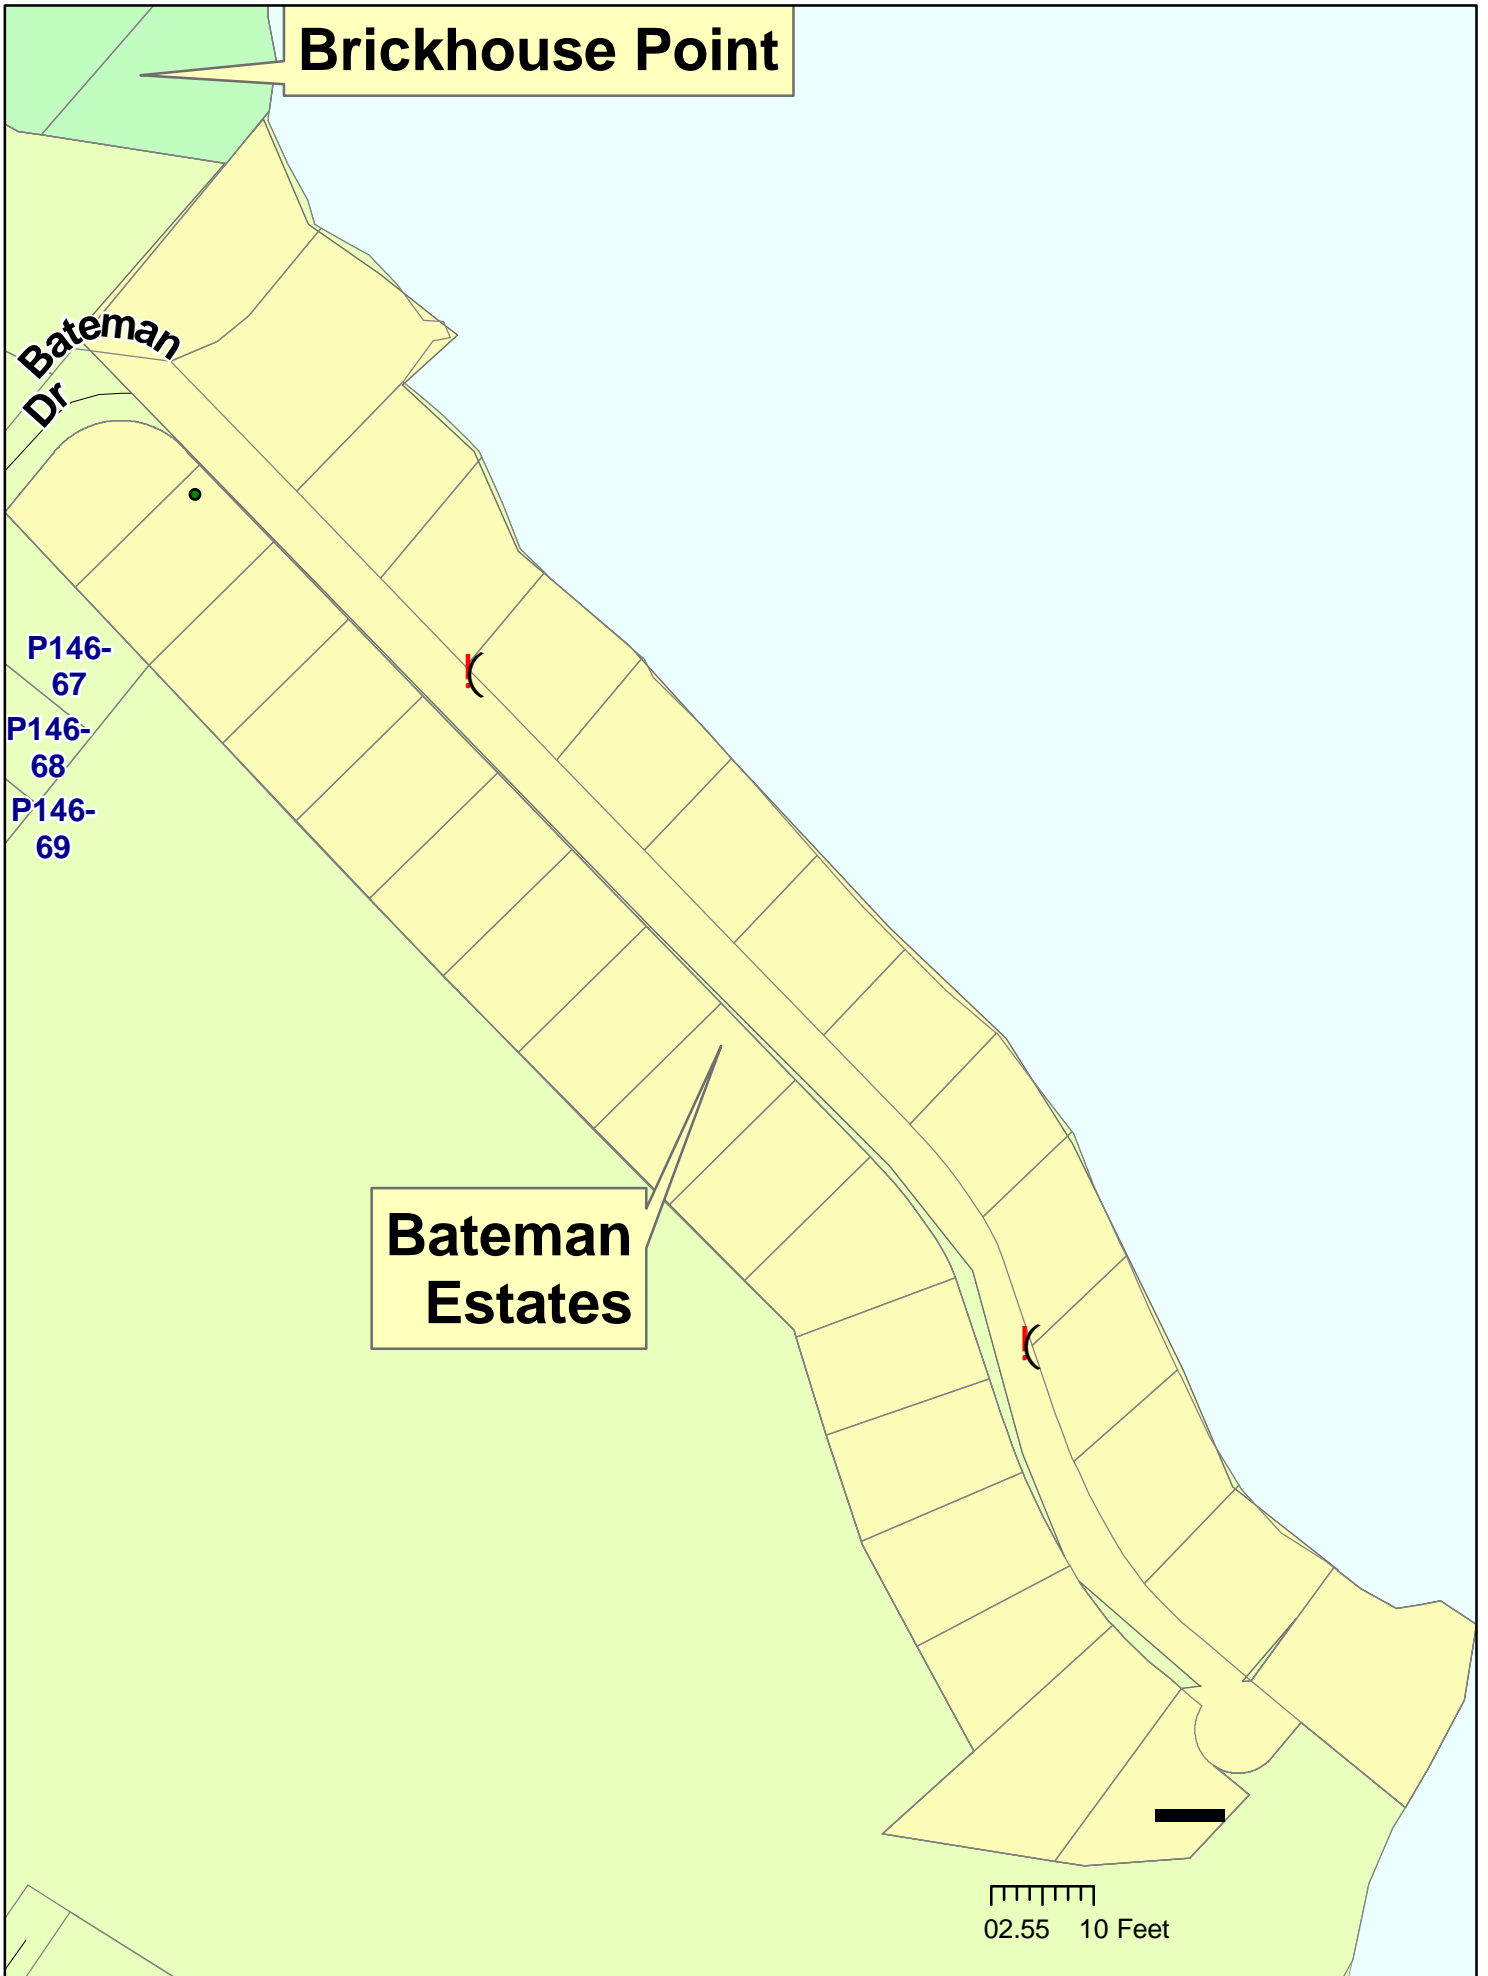 Brickhouse Point
Bateman
Dr
P146-
67
P146-
68
P146-
69
Bateman
Estates
02.55 10 Feet